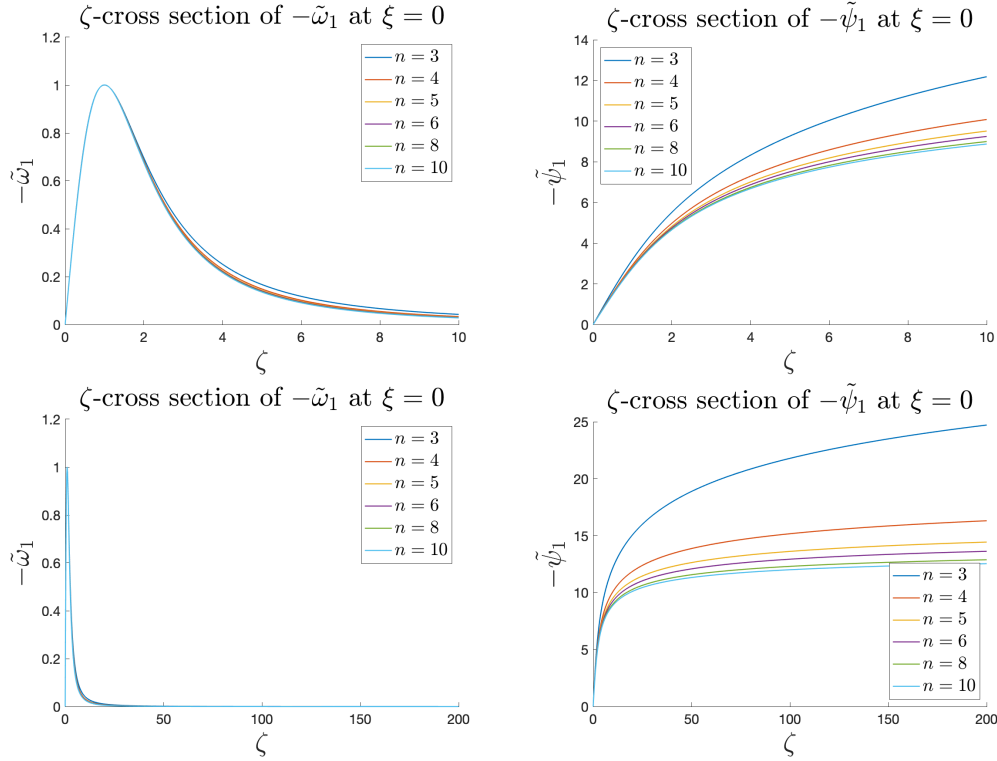 ζ-cross section of −ω̃₁ at ξ = 0
1.2
1
0.8
0.6
0.4
0.2
0
−ω̃₁
n = 3
n = 4
n = 5
n = 6
n = 8
n = 10
0 2 4 6 8 10
ζ
ζ-cross section of −ψ̃₁ at ξ = 0
14
12
10
8
6
4
2
0
−ψ̃₁
n = 3
n = 4
n = 5
n = 6
n = 8
n = 10
0 2 4 6 8 10
ζ
ζ-cross section of −ω̃₁ at ξ = 0
1.2
1
0.8
0.6
0.4
0.2
0
−ω̃₁
n = 3
n = 4
n = 5
n = 6
n = 8
n = 10
0 50 100 150 200
ζ
ζ-cross section of −ψ̃₁ at ξ = 0
25
20
15
10
5
0
−ψ̃₁
n = 3
n = 4
n = 5
n = 6
n = 8
n = 10
0 50 100 150 200
ζ